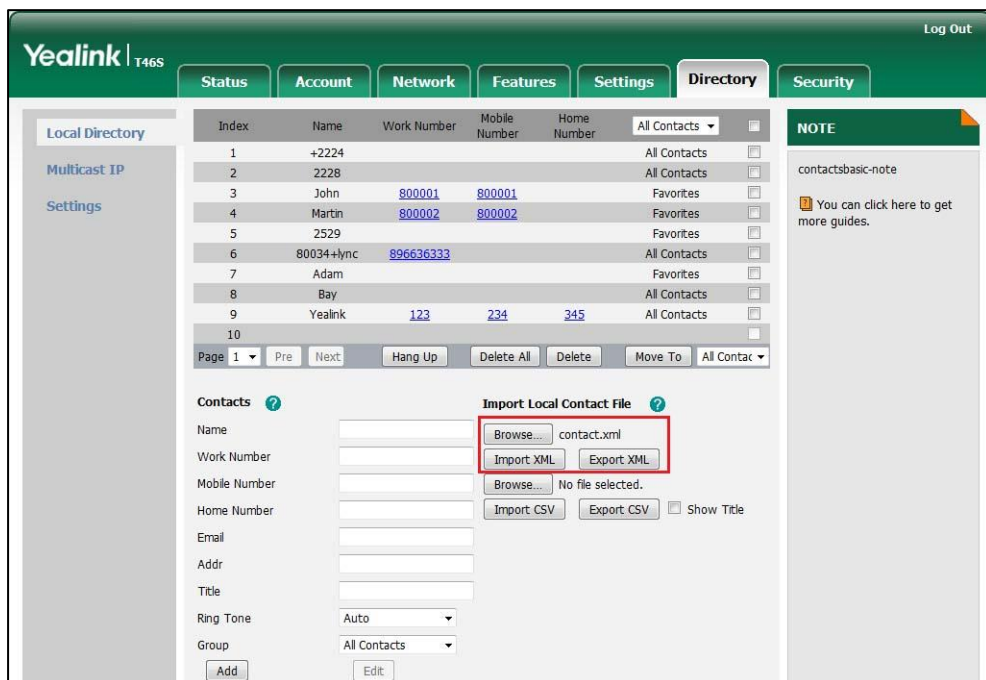 Log Out
Yealink | T46S
Status Account Network Features Settings Directory Security
Local Directory
Multicast IP
Settings
Index Name Work Number Mobile Number Home Number All Contacts
1 +2224 All Contacts
2 2228 All Contacts
3 John 800001 800001 Favorites
4 Martin 800002 800002 Favorites
5 2529 Favorites
6 80034+lync 896636333 All Contacts
7 Adam Favorites
8 Bay All Contacts
9 Yealink 123 234 345 All Contacts
10
Page 1 Pre Next Hang Up Delete All Delete Move To All Contac
NOTE
contactsbasic-note
You can click here to get
more guides.
Contacts ?
Name
Work Number
Mobile Number
Home Number
Email
Addr
Title
Ring Tone Auto
Group All Contacts
Add Edit
Import Local Contact File ?
Browse... contact.xml
Import XML Export XML
Browse... No file selected.
Import CSV Export CSV Show Title